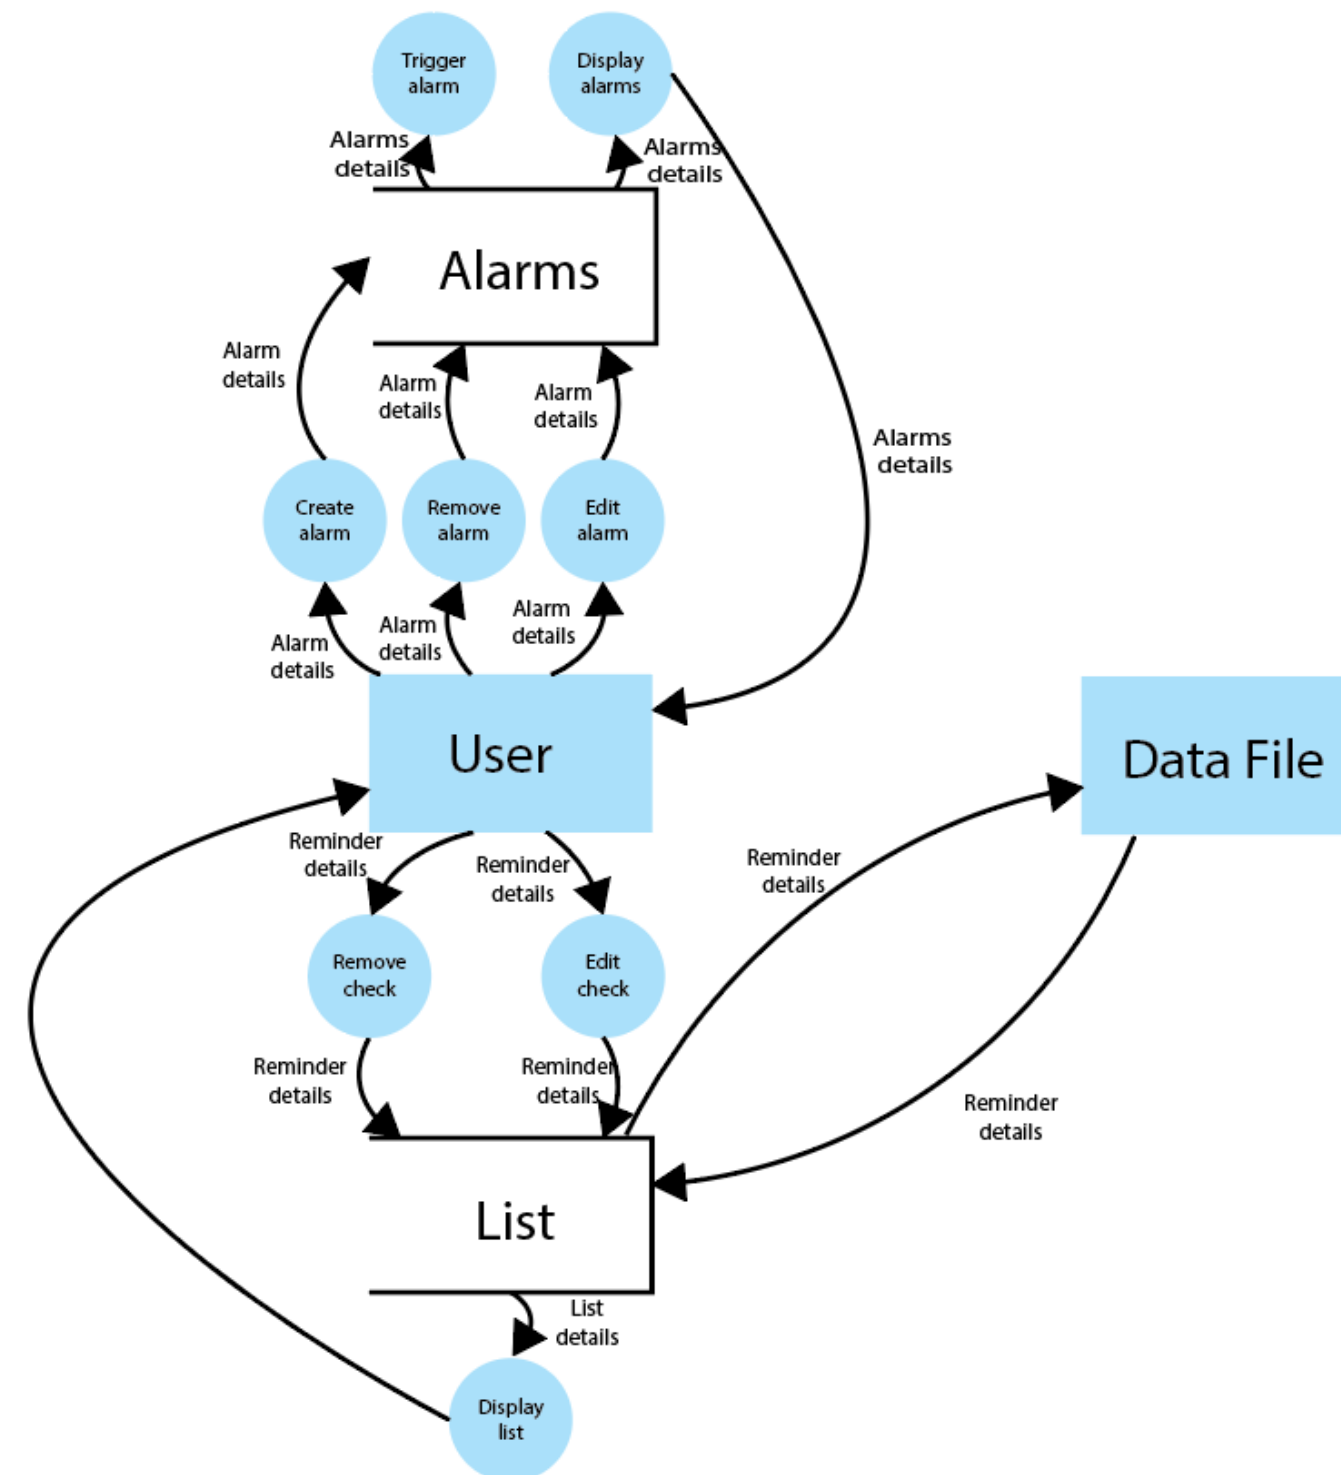 Trigger
alarm
Display
alarms
Alarms
details
Alarms
details
Alarms
Alarm
details
Alarm
details
Alarm
details
Alarms
details
Create
alarm
Remove
alarm
Edit
alarm
Alarm
details
Alarm
details
Alarm
details
User
Data File
Reminder
details
Reminder
details
Reminder
details
Remove
check
Edit
check
Reminder
details
Reminder
details
Reminder
details
List
List
details
Display
list